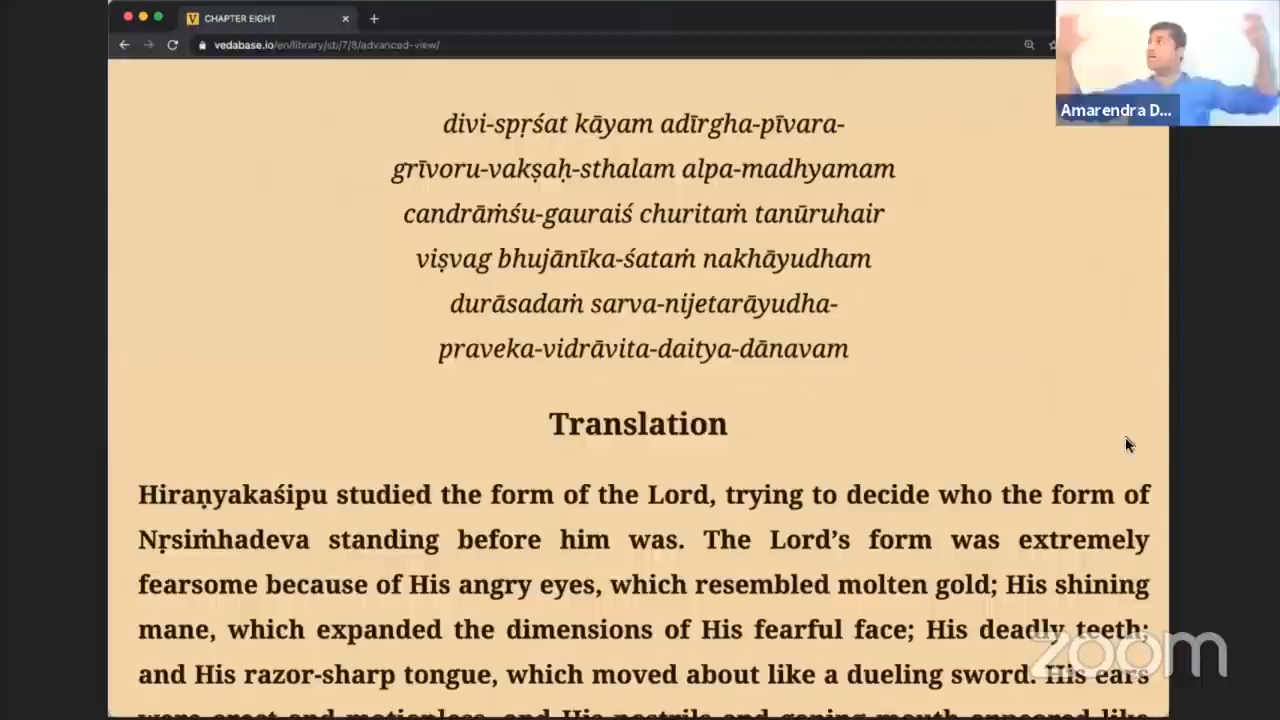 CHAPTER EIGHT
vedabase.io/en/library/sb/7/8/advanced-view/
Amarendra D...
divi-spṛśat kāyam adīrgha-pīvara-
grīvoru-vakṣaḥ-sthalam alpa-madhyamam
candrāṁśu-gauraiś churitaṁ tanūruhair
viṣvag bhujānīka-śataṁ nakhāyudham
durāsadaṁ sarva-nijetarāyudha-
praveka-vidrāvita-daitya-dānavam
Translation
Hiraṇyakaśipu studied the form of the Lord, trying to decide who the form of
Nṛsiṁhadeva standing before him was. The Lord’s form was extremely
fearsome because of His angry eyes, which resembled molten gold; His shining
mane, which expanded the dimensions of His fearful face; His deadly teeth;
and His razor-sharp tongue, which moved about like a dueling sword. His ears
zoom